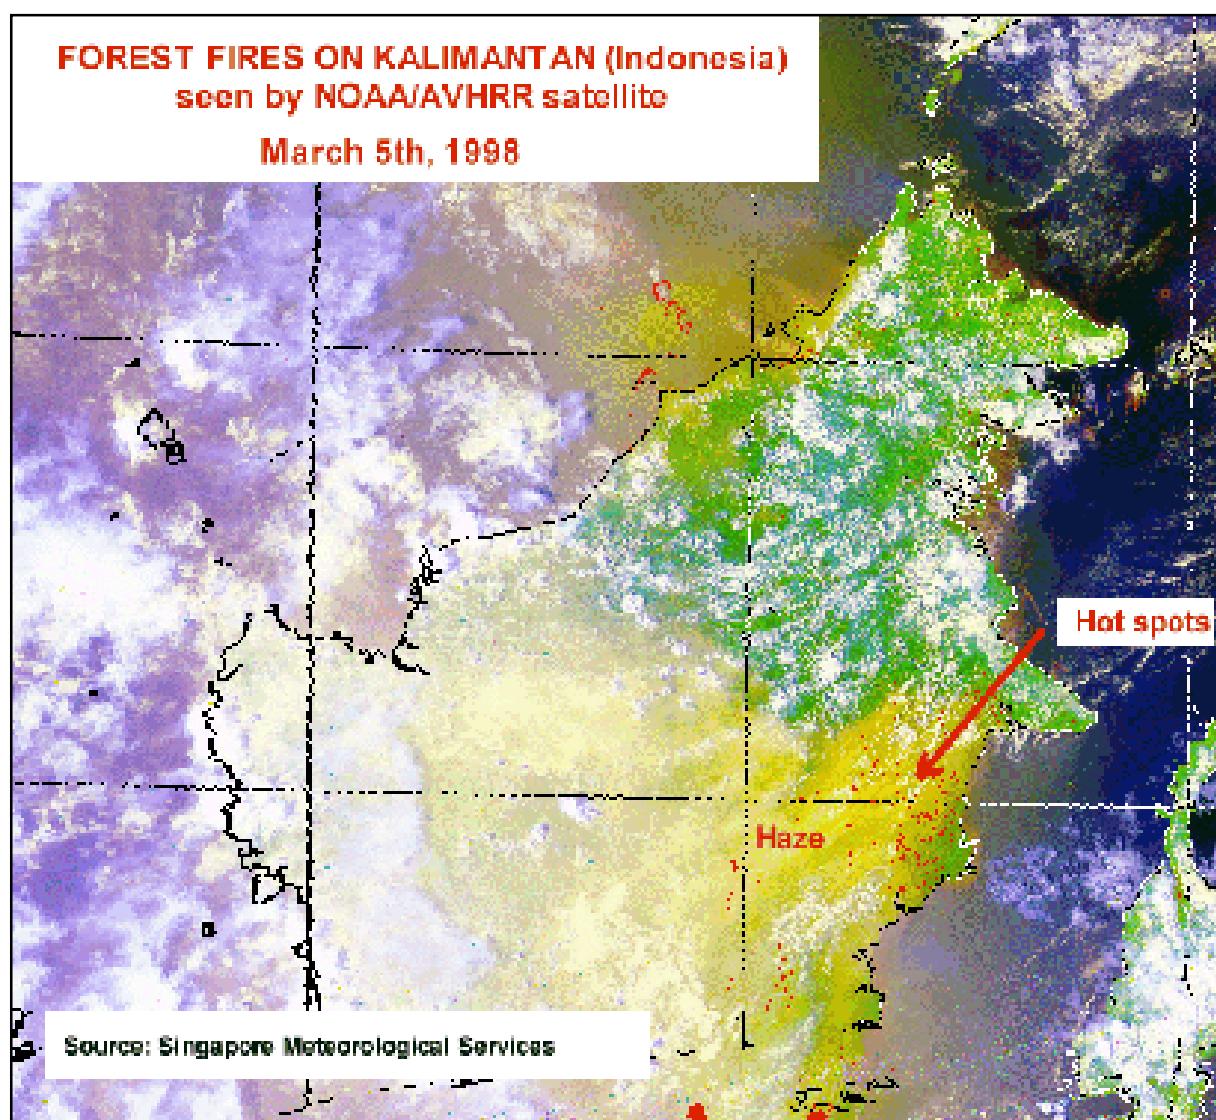 FOREST FIRES ON KALIMANTAN (Indonesia)
seen by NOAA/AVHRR satellite
March 5th, 1998
Hot spots
Haze
Source: Singapore Meteorological Services